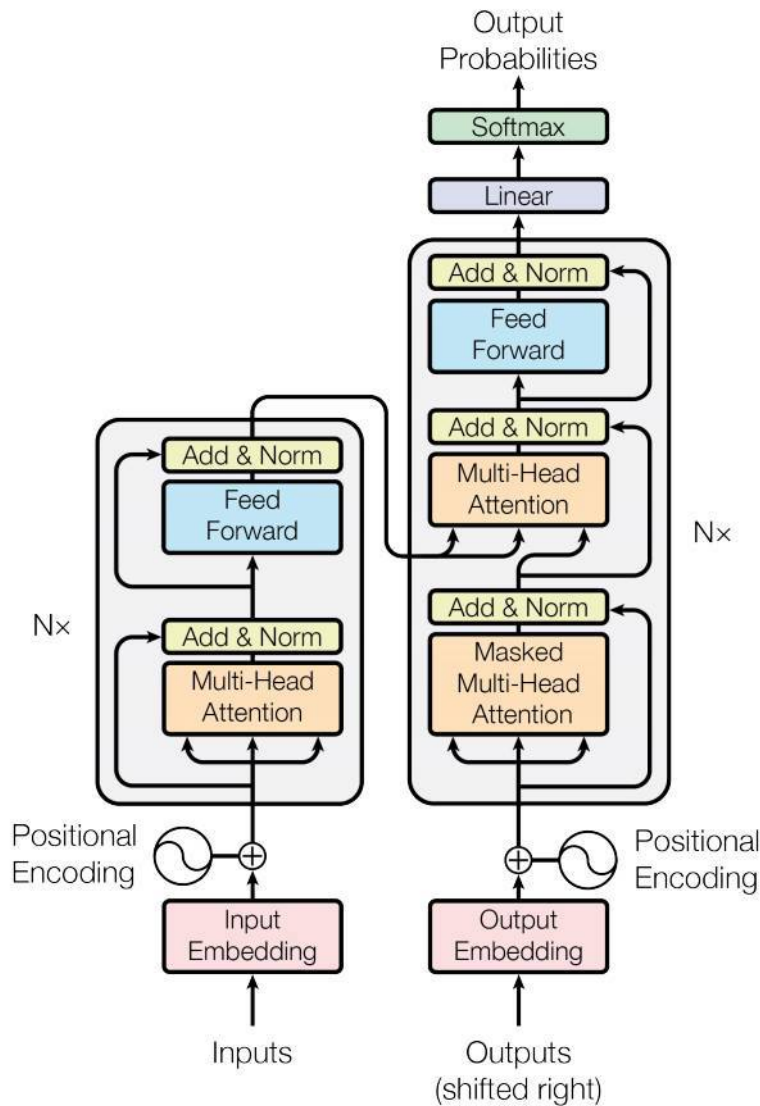 Output
Probabilities
Softmax
Linear
Add & Norm
Feed
Forward
Add & Norm
Multi-Head
Attention
Add & Norm
Masked
Multi-Head
Attention
Nx
Add & Norm
Feed
Forward
Add & Norm
Multi-Head
Attention
Nx
Positional
Encoding
Positional
Encoding
Input
Embedding
Output
Embedding
Inputs
Outputs
(shifted right)